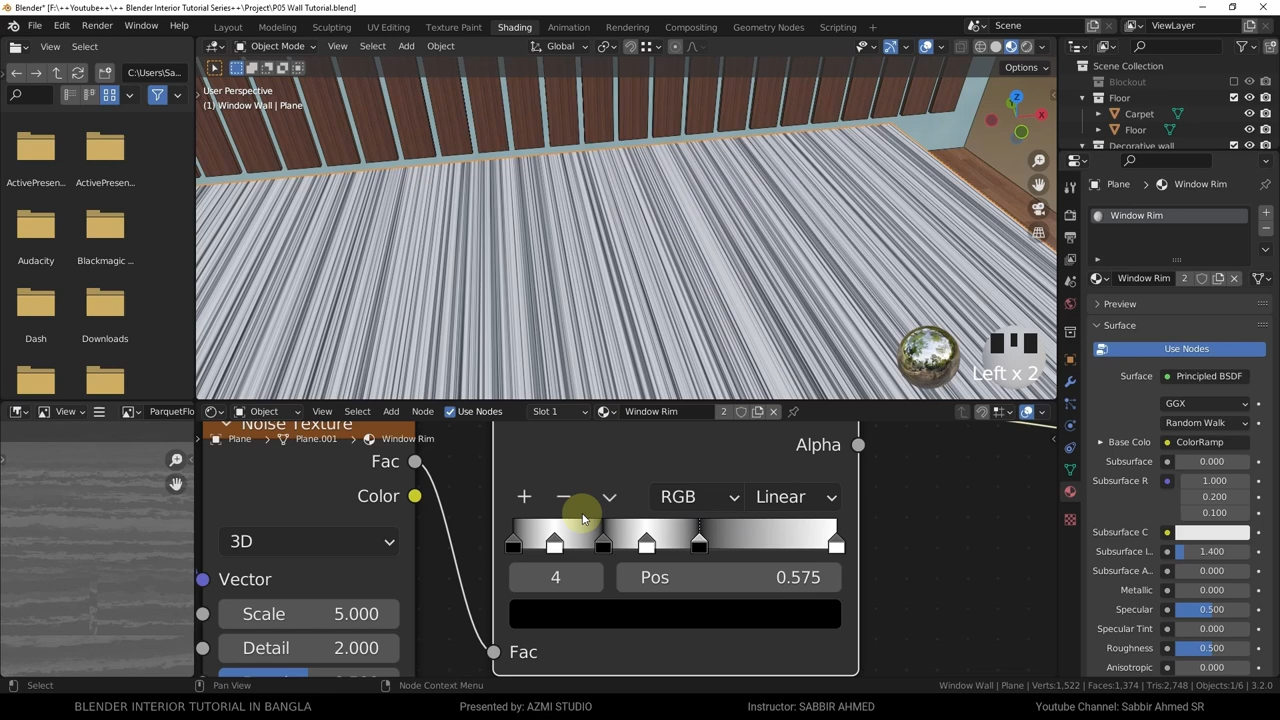 Blender* [F:\++Youtube++\++ Blender Interior Tutorial Series++\Project\P05 Wall Tutorial.blend]
File Edit Render Window Help Layout Modeling Sculpting UV Editing Texture Paint Shading Animation Rendering Compositing Geometry Nodes Scripting Scene ViewLayer
View Select Object Mode View Select Add Object Global
C:\Users\Sa... Options
User Perspective
(1) Window Wall | Plane
Scene Collection
Blockout
Floor
Carpet
Floor
Decorative wall
ActivePresen... ActivePresen...
Audacity Blackmagic ...
Dash Downloads
X
Z
Left x 2
Plane Window Rim
Window Rim
Window Rim 2
Preview
Surface
Use Nodes
Surface Principled BSDF
GGX
Random Walk
Base Colo ColorRamp
Subsurface 0.000
Subsurface R 1.000
0.200
0.100
Subsurface C
Subsurface I... 1.400
Subsurface A... 0.000
Metallic 0.000
Specular 0.500
Specular Tint 0.000
Roughness 0.500
Anisotropic 0.000
View ParquetFlo Object View Select Add Node Use Nodes Slot 1 Window Rim 2
Noise Texture
Plane Plane.001 Window Rim
Fac
Color
3D
Vector
Scale 5.000
Detail 2.000
Alpha
RGB Linear
4 Pos 0.575
Fac
Select Pan View Node Context Menu Window Wall | Plane | Verts:1,522 | Faces:1,374 | Tris:2,748 | Objects:1/6 | 3.2.0
BLENDER INTERIOR TUTORIAL IN BANGLA Presented by: AZMI STUDIO Instructor: SABBIR AHMED Youtube Channel: Sabbir Ahmed SR